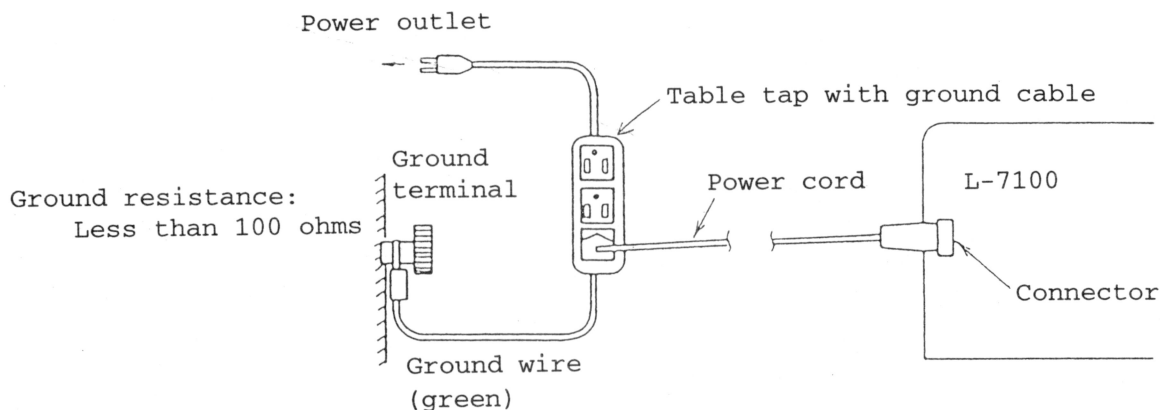 Power outlet
Table tap with ground cable
Ground
terminal
Ground resistance:
Less than 100 ohms
Power cord
L-7100
Connector
Ground wire
(green)